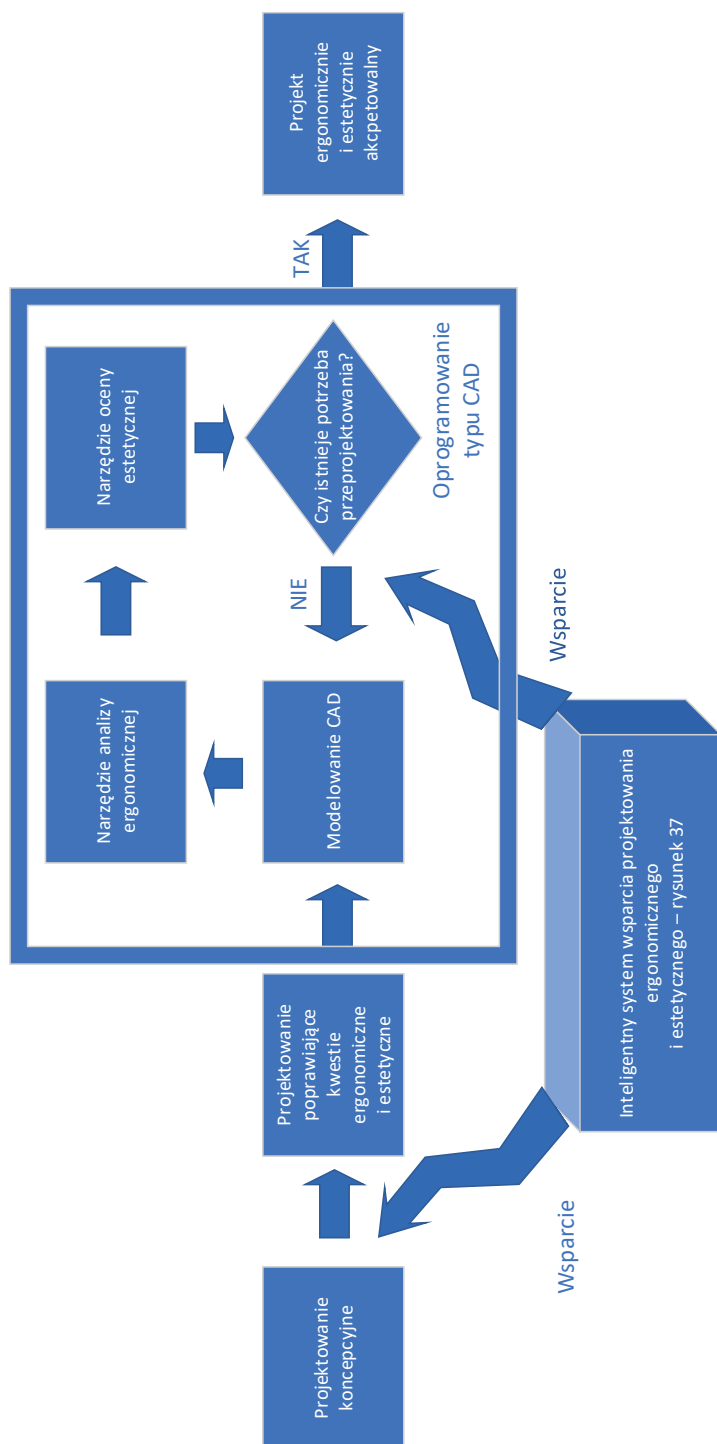 Projektowanie
koncepcyjne
Projektowanie
poprawiające
kwestie
ergonomiczne
i estetyczne
Modelowanie CAD
Narzędzie analizy
ergonomicznej
Narzędzie oceny
estetycznej
Czy istnieje potrzeba
przeprojektowania?
NIE
TAK
Projekt
ergonomicznie
i estetycznie
akcpetowalny
Oprogramowanie
typu CAD
Wsparcie
Wsparcie
Inteligentny system wsparcia projektowania
ergonomicznego
i estetycznego – rysunek 37